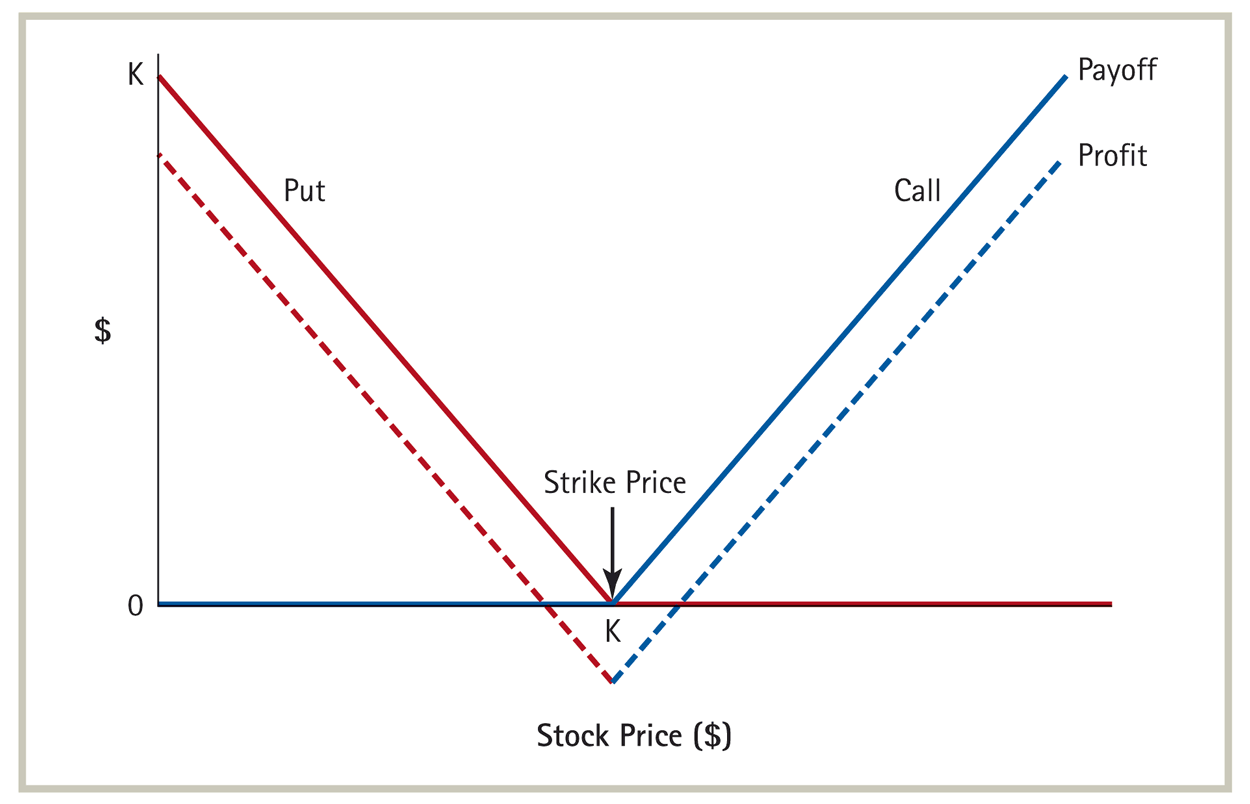 K
Payoff
Profit
Put
Call
$
Strike Price
0
K
Stock Price ($)